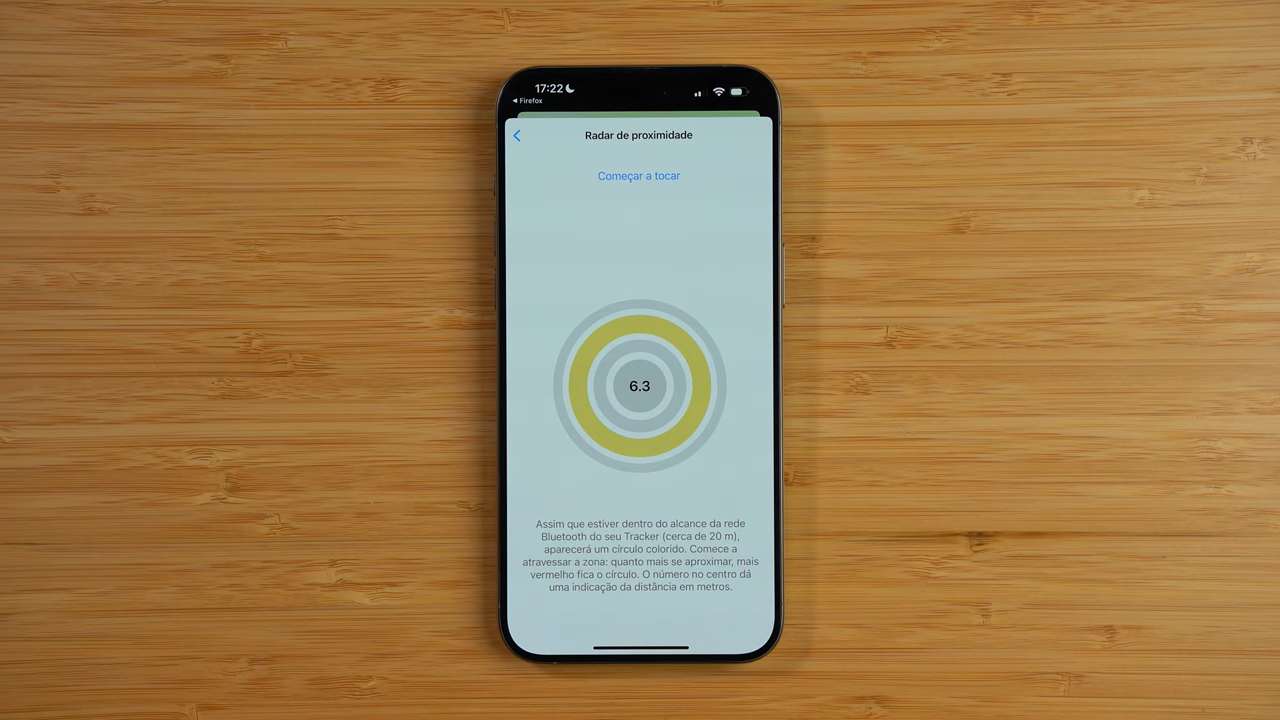 17:22
Firefox
Radar de proximidade
Começar a tocar
6.3
Assim que estiver dentro do alcance da rede
Bluetooth do seu Tracker (cerca de 20 m),
aparecerá um círculo colorido. Comece a
atravessar a zona: quanto mais se aproximar, mais
vermelho fica o círculo. O número no centro dá
uma indicação da distância em metros.